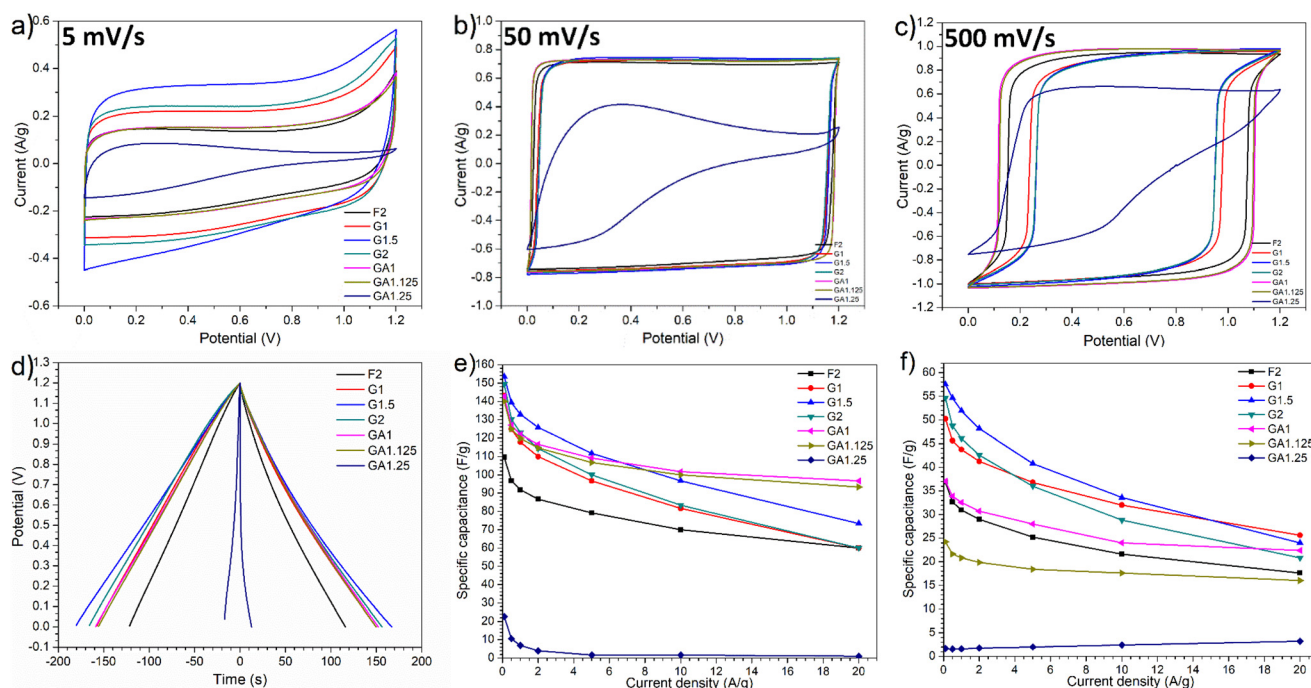 a)
5 mV/s
Current (A/g)
0.6
0.4
0.2
0.0
-0.2
-0.4
-0.6
0.0 0.2 0.4 0.6 0.8 1.0 1.2
Potential (V)
F2
G1
G1.5
G2
GA1
GA1.125
GA1.25
b)
50 mV/s
Current (A/g)
1.0
0.8
0.6
0.4
0.2
0.0
-0.2
-0.4
-0.6
-0.8
-1.0
0.0 0.2 0.4 0.6 0.8 1.0 1.2
Potential (V)
F2
G1
G1.5
G2
GA1
GA1.125
GA1.25
c)
500 mV/s
Current (A/g)
1.2
1.0
0.8
0.6
0.4
0.2
0.0
-0.2
-0.4
-0.6
-0.8
-1.0
-1.2
0.0 0.2 0.4 0.6 0.8 1.0 1.2
Potential (V)
F2
G1
G1.5
G2
GA1
GA1.125
GA1.25
d)
Potential (V)
1.3
1.2
1.1
1.0
0.9
0.8
0.7
0.6
0.5
0.4
0.3
0.2
0.1
0.0
-0.1
-200 -150 -100 -50 0 50 100 150 200
Time (s)
F2
G1
G1.5
G2
GA1
GA1.125
GA1.25
e)
Specific capacitance (F/g)
160
150
140
130
120
110
100
90
80
70
60
50
40
30
20
10
0
0 2 4 6 8 10 12 14 16 18 20
Current density (A/g)
F2
G1
G1.5
G2
GA1
GA1.125
GA1.25
f)
Specific capacitance (F/g)
60
55
50
45
40
35
30
25
20
15
10
5
0
0 2 4 6 8 10 12 14 16 18 20
Current density (A/g)
F2
G1
G1.5
G2
GA1
GA1.125
GA1.25